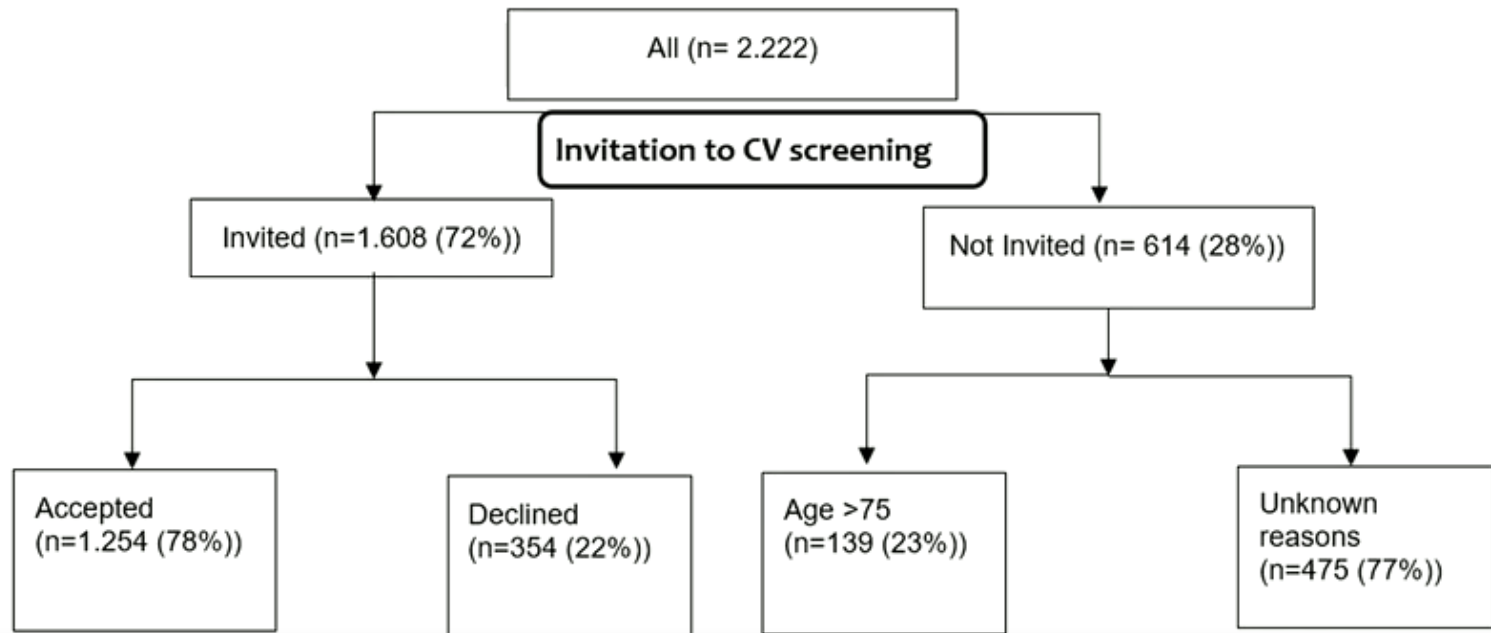 All (n= 2.222)
Invitation to CV screening
Invited (n=1.608 (72%))
Not Invited (n= 614 (28%))
Accepted
(n=1.254 (78%))
Declined
(n=354 (22%))
Age >75
(n=139 (23%))
Unknown
reasons
(n=475 (77%))